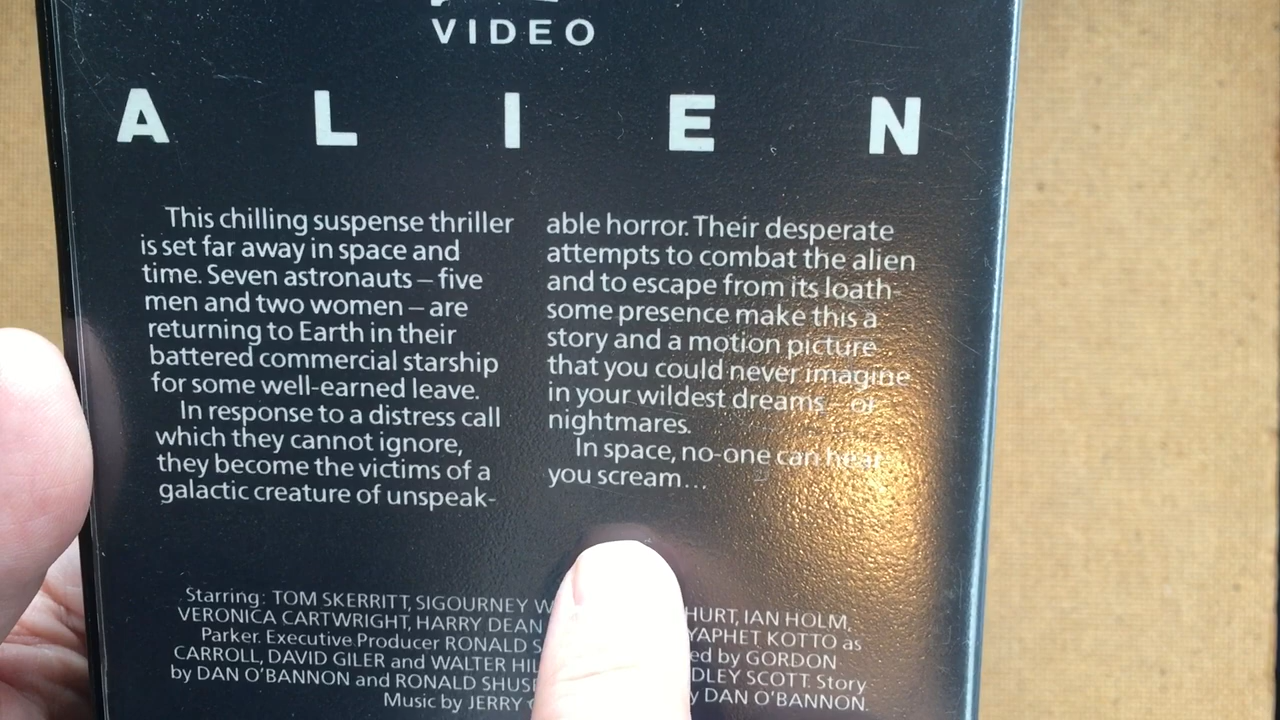 VIDEO
A L I E N
This chilling suspense thriller
is set far away in space and
time. Seven astronauts – five
men and two women – are
returning to Earth in their
battered commercial starship
for some well-earned leave.
In response to a distress call
which they cannot ignore,
they become the victims of a
galactic creature of unspeak-
able horror. Their desperate
attempts to combat the alien
and to escape from its loath-
some presence make this a
story and a motion picture
that you could never imagine
in your wildest dreams – or
nightmares.
In space, no-one can hear
you scream...
Starring: TOM SKERRITT, SIGOURNEY HURT, IAN HOLM,
VERONICA CARTWRIGHT, HARRY DEAN YAPHET KOTTO as
Parker. Executive Producer RONALD by GORDON
CARROLL, DAVID GILER and WALTER SCOTT. Story
by DAN O'BANNON and RONALD DAN O'BANNON.
Music by JERRY